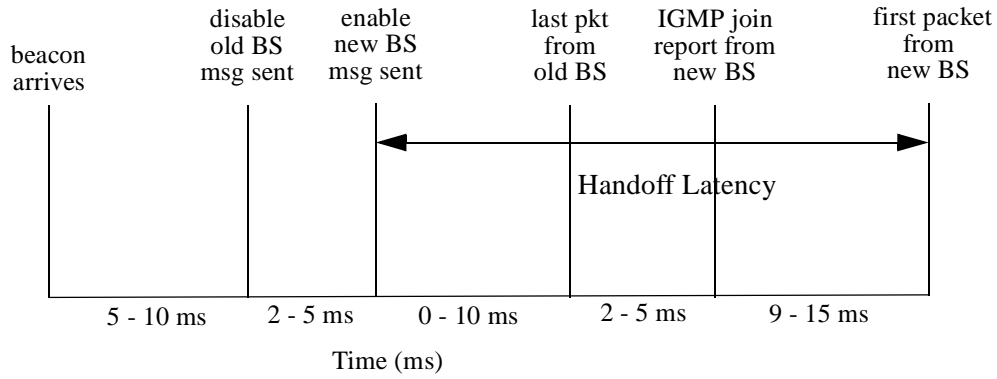 beacon
arrives
disable
old BS
msg sent
enable
new BS
msg sent
last pkt
from
old BS
IGMP join
report from
new BS
first packet
from
new BS
Handoff Latency
5 - 10 ms
2 - 5 ms
0 - 10 ms
2 - 5 ms
9 - 15 ms
Time (ms)